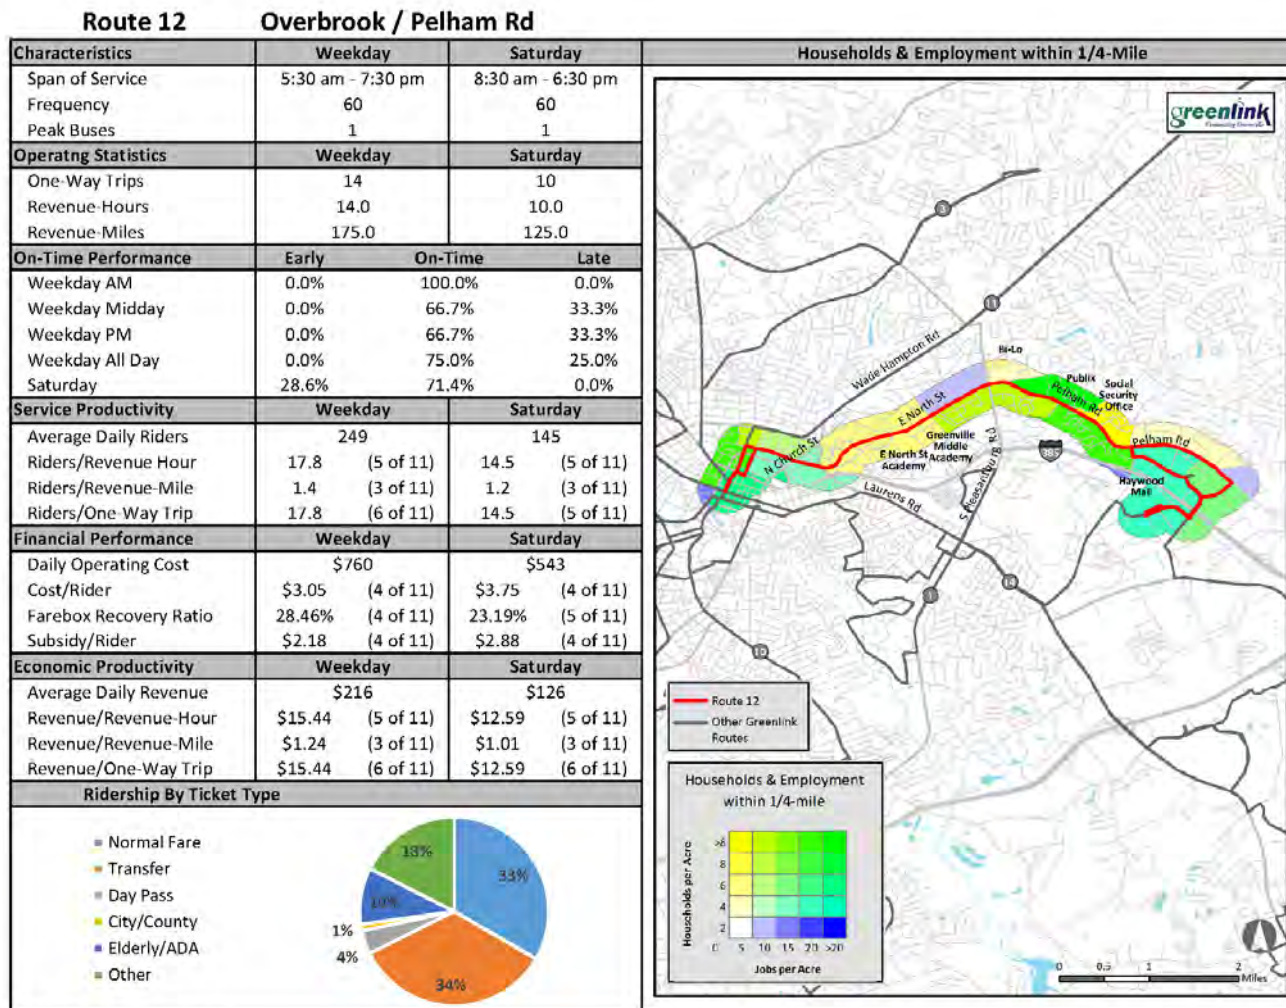 Route 12 Overbrook / Pelham Rd
Characteristics Weekday Saturday
Span of Service 5:30 am - 7:30 pm 8:30 am - 6:30 pm
Frequency 60 60
Peak Buses 1 1
Operatng Statistics Weekday Saturday
One-Way Trips 14 10
Revenue-Hours 14.0 10.0
Revenue-Miles 175.0 125.0
On-Time Performance Early On-Time Late
Weekday AM 0.0% 100.0% 0.0%
Weekday Midday 0.0% 66.7% 33.3%
Weekday PM 0.0% 66.7% 33.3%
Weekday All Day 0.0% 75.0% 25.0%
Saturday 28.6% 71.4% 0.0%
Service Productivity Weekday Saturday
Average Daily Riders 249 145
Riders/Revenue Hour 17.8 (5 of 11) 14.5 (5 of 11)
Riders/Revenue-Mile 1.4 (3 of 11) 1.2 (3 of 11)
Riders/One-Way Trip 17.8 (6 of 11) 14.5 (5 of 11)
Financial Performance Weekday Saturday
Daily Operating Cost $760 $543
Cost/Rider $3.05 (4 of 11) $3.75 (4 of 11)
Farebox Recovery Ratio 28.46% (4 of 11) 23.19% (5 of 11)
Subsidy/Rider $2.18 (4 of 11) $2.88 (4 of 11)
Economic Productivity Weekday Saturday
Average Daily Revenue $216 $126
Revenue/Revenue-Hour $15.44 (5 of 11) $12.59 (5 of 11)
Revenue/Revenue-Mile $1.24 (3 of 11) $1.01 (3 of 11)
Revenue/One-Way Trip $15.44 (6 of 11) $12.59 (6 of 11)
Ridership By Ticket Type
Normal Fare
Transfer
Day Pass
City/County
Elderly/ADA
Other
18%
33%
10%
1%
4%
34%
Households & Employment within 1/4-Mile
greenlink
3
Wade Hampton Rd
Bi-Lo
Publix
Social
Security
Office
Pelham Rd
E North St
Pelham Rd
N Church St
Greenville
Middle
Academy
E North St
Academy
385
S Pleasantburg Rd
Haywood
Mall
Laurens Rd
14
1
10
Route 12
Other Greenlink
Routes
Households & Employment
within 1/4-mile
Households per Acre
>8
8
6
4
2
0 5 10 15 20 >20
Jobs per Acre
0 0.5 1 2
Miles